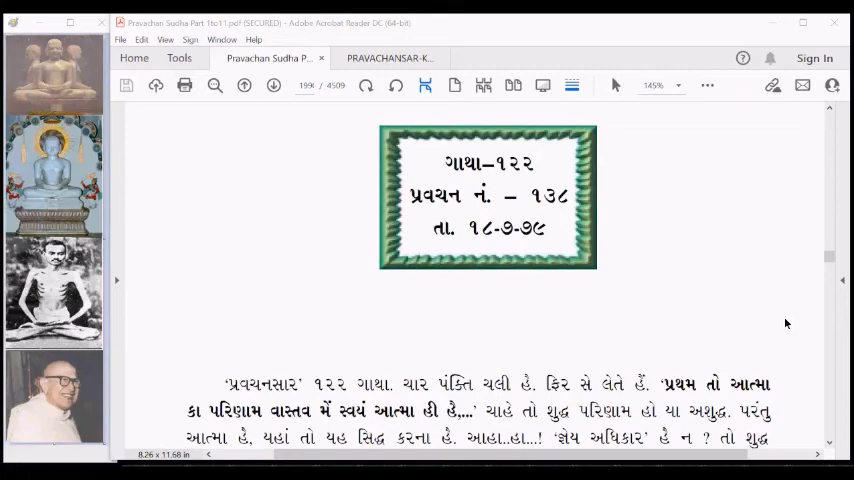 Pravachan Sudha Part 1to11.pdf (SECURED) - Adobe Acrobat Reader DC (64-bit)
File Edit View Sign Window Help
Home Tools Pravachan Sudha P... × PRAVACHANSAR-K... Sign In
1990 / 4509 145%
ગાથા–૧૨૨
પ્રવચન નં. – ૧૩૮
તા. ૧૮-૭-૭૯
‘પ્રવચનસાર’ ૧૨૨ ગાથા. ચાર પંક્તિ ચલી હૈ. ફિર સે લેતે હૈં. ‘પ્રથમ તો આત્મા
કા પરિણામ વાસ્તવ મેં સ્વયં આત્મા હી હૈ,...’ ચાહે તો શુદ્ધ પરિણામ હો યા અશુદ્ધ. પરંતુ
આત્મા હૈ, યહાં તો યહ સિદ્ધ કરના હૈ. આહા..હા...! ‘જ્ઞેય અધિકાર’ હૈ ન ? તો શુદ્ધ
8.26 x 11.68 in